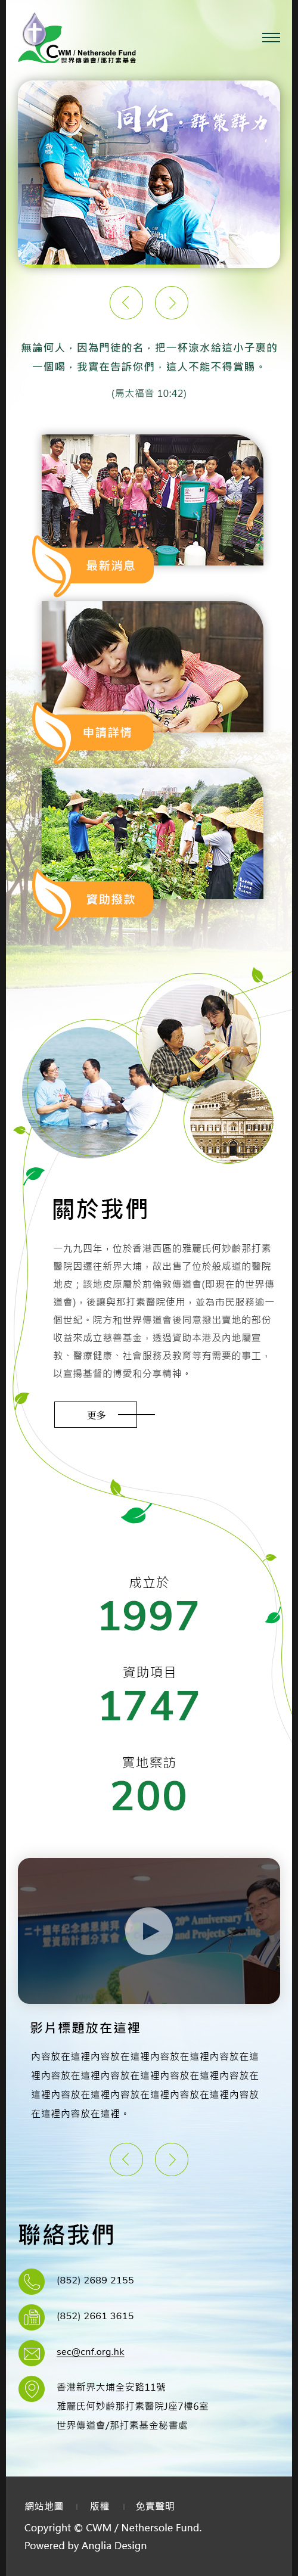 CWM / Nethersole Fund
世界傳道會/那打素基金
同行·群策群力
無論何人，因為門徒的名，把一杯涼水給這小子裏的
一個喝，我實在告訴你們，這人不能不得賞賜。
(馬太福音 10:42)
最新消息
申請詳情
資助撥款
關於我們
一九九四年，位於香港西區的雅麗氏何妙齡那打素
醫院因遷往新界大埔，故出售了位於般咸道的醫院
地皮；該地皮原屬於前倫敦傳道會(即現在的世界傳
道會)，後讓與那打素醫院使用，並為市民服務逾一
個世紀。院方和世界傳道會後同意撥出賣地的部份
收益來成立慈善基金，透過資助本港及內地屬宣
教、醫療健康、社會服務及教育等有需要的事工，
以宣揚基督的博愛和分享精神。
更多
成立於
1997
資助項目
1747
實地察訪
200
二十週年紀念感恩崇拜
暨資助計劃分享會
20th Anniversary
and Projects Sharing
影片標題放在這裡
內容放在這裡內容放在這裡內容放在這裡內容放在這
裡內容放在這裡內容放在這裡內容放在這裡內容放在
這裡內容放在這裡內容放在這裡內容放在這裡內容放
在這裡內容放在這裡。
聯絡我們
(852) 2689 2155
(852) 2661 3615
sec@cnf.org.hk
香港新界大埔全安路11號
雅麗氏何妙齡那打素醫院J座7樓6室
世界傳道會/那打素基金秘書處
網站地圖 | 版權 | 免責聲明
Copyright © CWM / Nethersole Fund.
Powered by Anglia Design